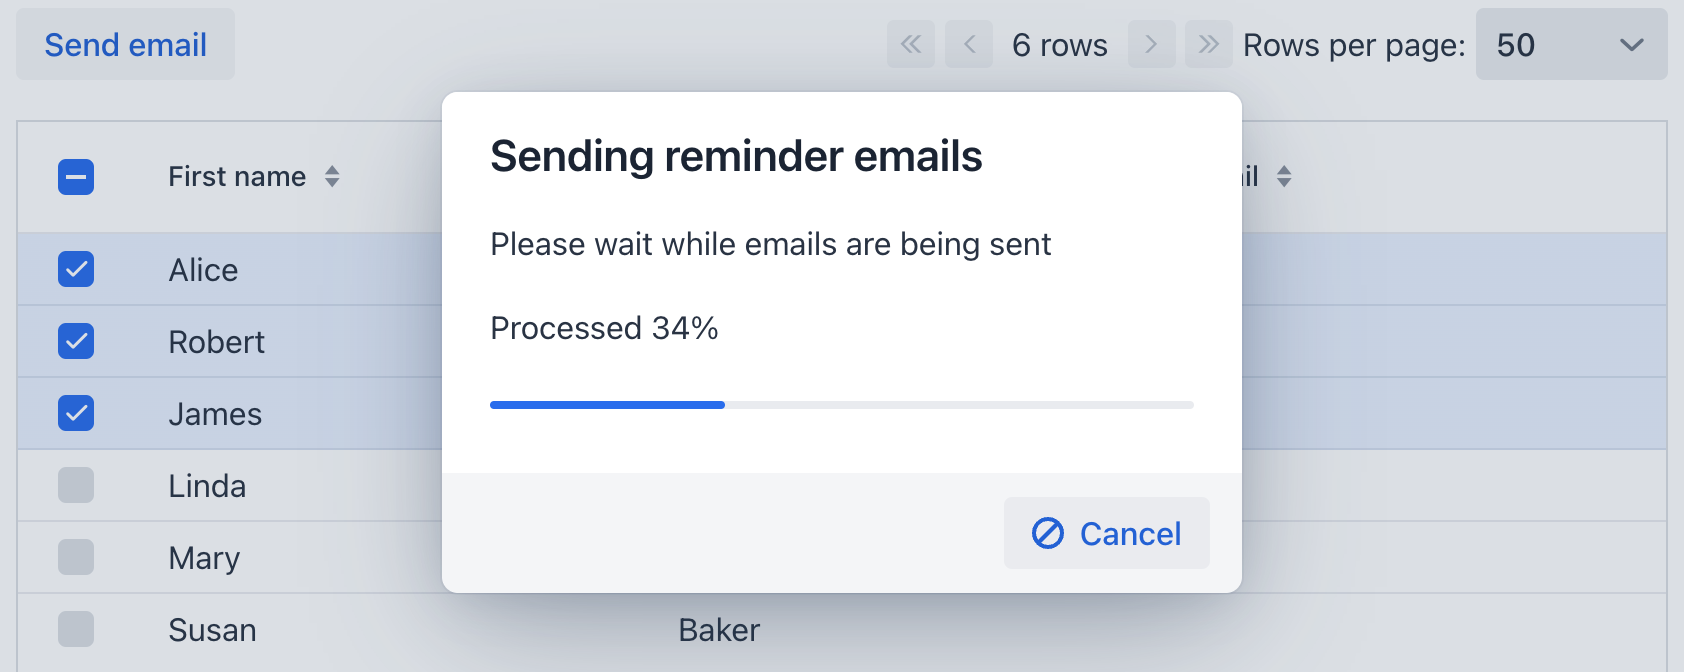 Send email
6 rows
Rows per page: 50
Sending reminder emails
First name
il
Please wait while emails are being sent
Alice
Processed 34%
Robert
James
Linda
Cancel
Mary
Susan Baker